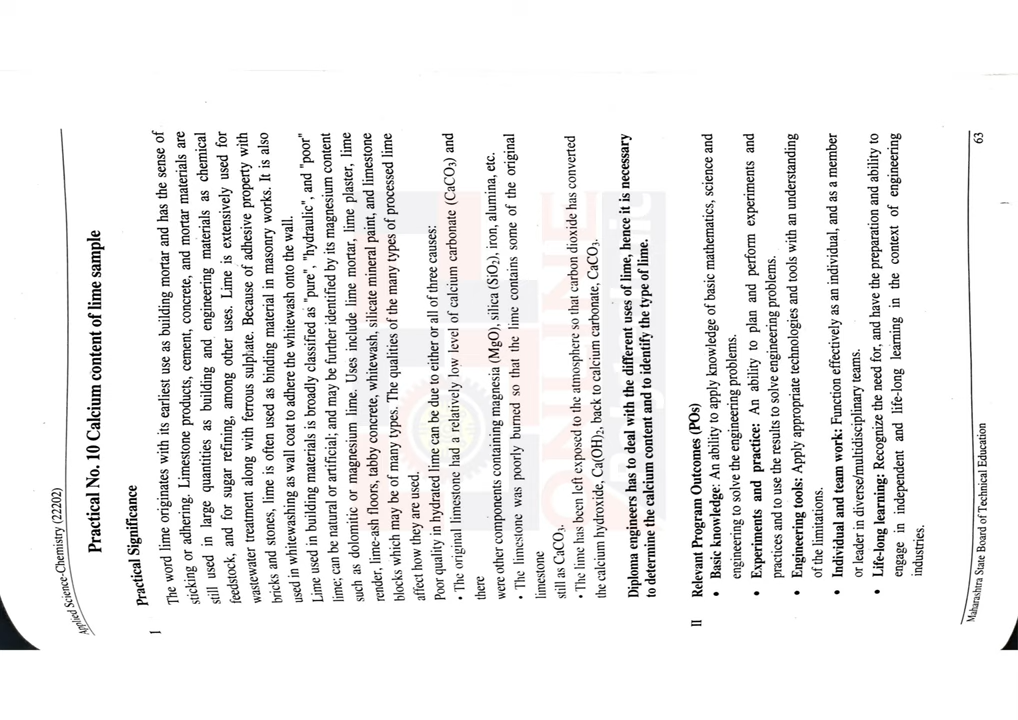 Applied Science-Chemistry (22202)
Practical No. 10 Calcium content of lime sample
I Practical Significance
The word lime originates with its earliest use as building mortar and has the sense of
sticking or adhering. Limestone products, cement, concrete, and mortar materials are
still used in large quantities as building and engineering materials as chemical
feedstock, and for sugar refining, among other uses. Lime is extensively used for
wastewater treatment along with ferrous sulphate. Because of adhesive property with
bricks and stones, lime is often used as binding material in masonry works. It is also
used in whitewashing as wall coat to adhere the whitewash onto the wall.
Lime used in building materials is broadly classified as "pure", "hydraulic", and "poor"
lime; can be natural or artificial; and may be further identified by its magnesium content
such as dolomitic or magnesium lime. Uses include lime mortar, lime plaster, lime
render, lime-ash floors, tabby concrete, whitewash, silicate mineral paint, and limestone
blocks which may be of many types. The qualities of the many types of processed lime
affect how they are used.
Poor quality in hydrated lime can be due to either or all of three causes:
• The original limestone had a relatively low level of calcium carbonate (CaCO3) and
there
were other components containing magnesia (MgO), silica (SiO2), iron, alumina, etc.
• The limestone was poorly burned so that the lime contains some of the original
limestone
still as CaCO3.
• The lime has been left exposed to the atmosphere so that carbon dioxide has converted
the calcium hydroxide, Ca(OH)2, back to calcium carbonate, CaCO3.
Diploma engineers has to deal with the different uses of lime, hence it is necessary
to determine the calcium content and to identify the type of lime.
II Relevant Program Outcomes (POs)
• Basic knowledge: An ability to apply knowledge of basic mathematics, science and
engineering to solve the engineering problems.
• Experiments and practice: An ability to plan and perform experiments and
practices and to use the results to solve engineering problems.
• Engineering tools: Apply appropriate technologies and tools with an understanding
of the limitations.
• Individual and team work: Function effectively as an individual, and as a member
or leader in diverse/multidisciplinary teams.
• Life-long learning: Recognize the need for, and have the preparation and ability to
engage in independent and life-long learning in the context of engineering
industries.
Maharashtra State Board of Technical Education 63